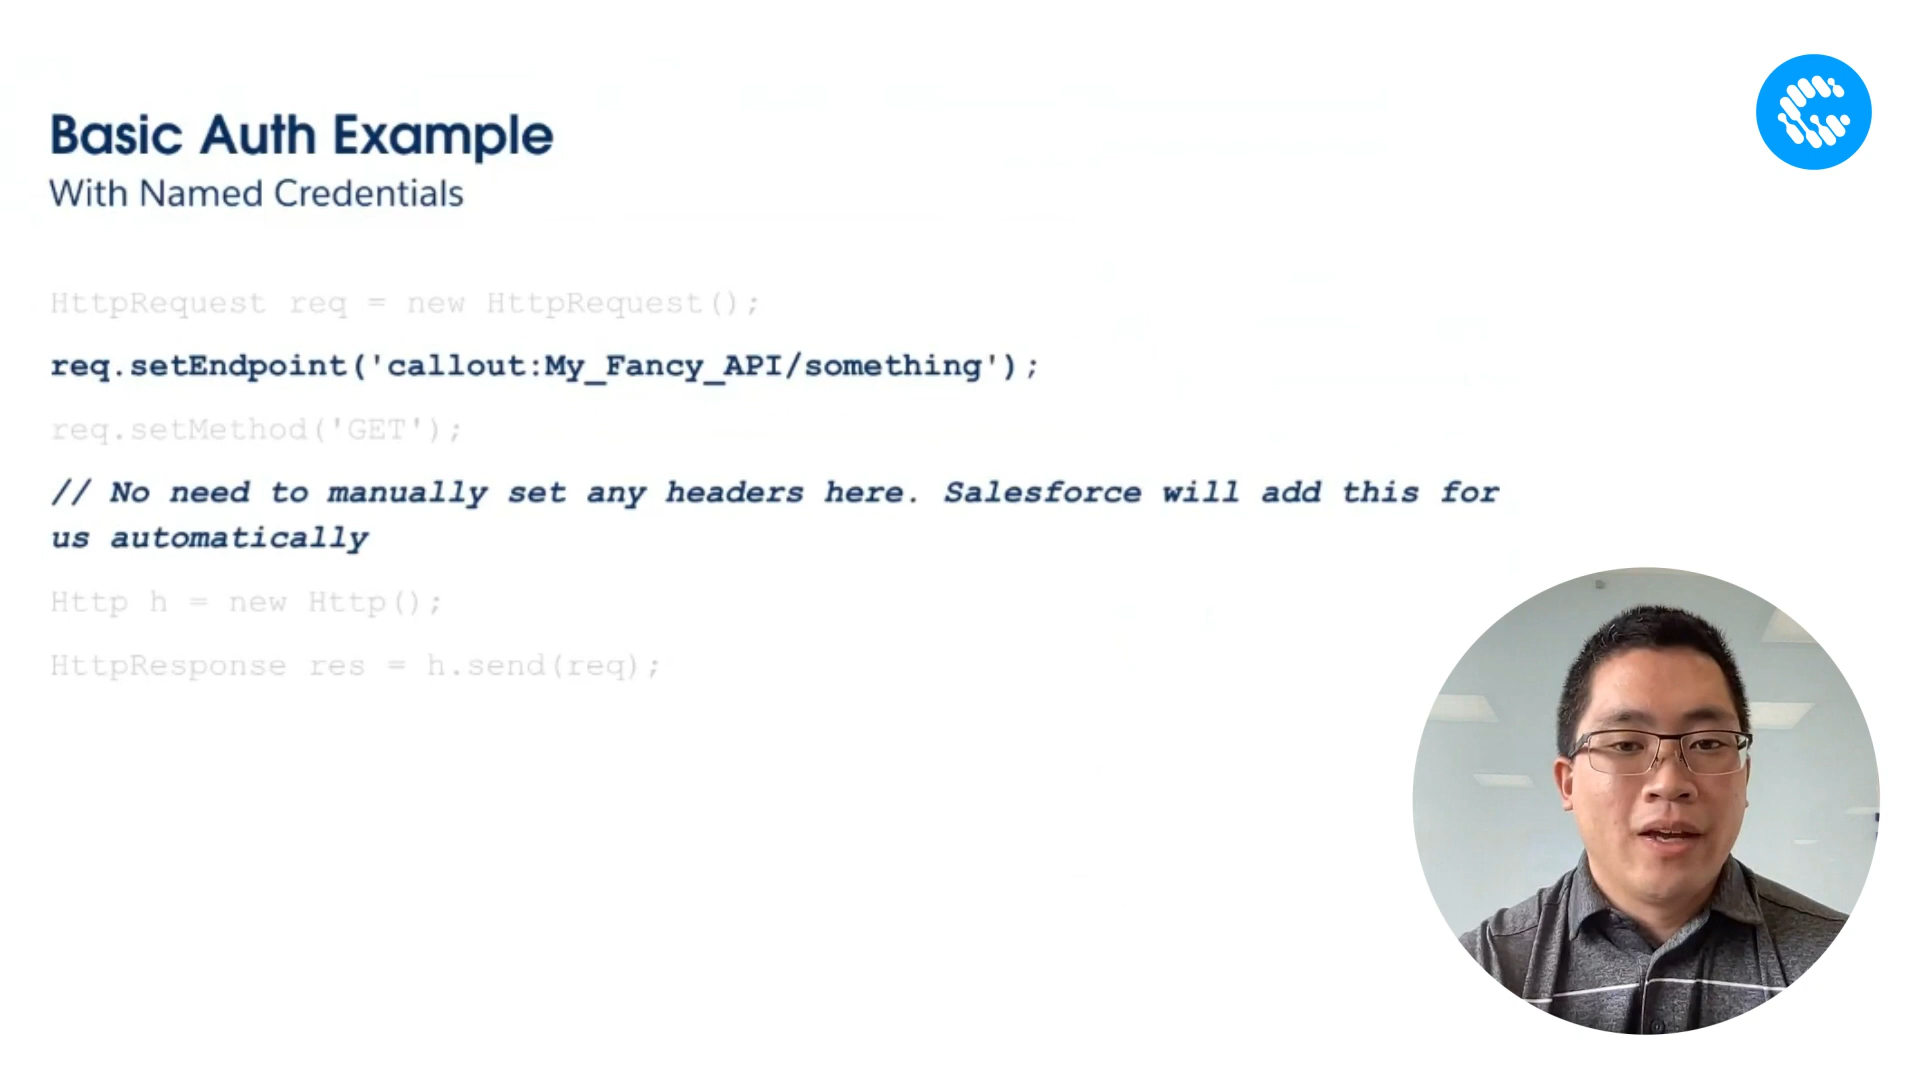 Basic Auth Example
With Named Credentials
HttpRequest req = new HttpRequest();
req.setEndpoint('callout:My_Fancy_API/something');
req.setMethod('GET');
// No need to manually set any headers here. Salesforce will add this for
us automatically
Http h = new Http();
HttpResponse res = h.send(req);